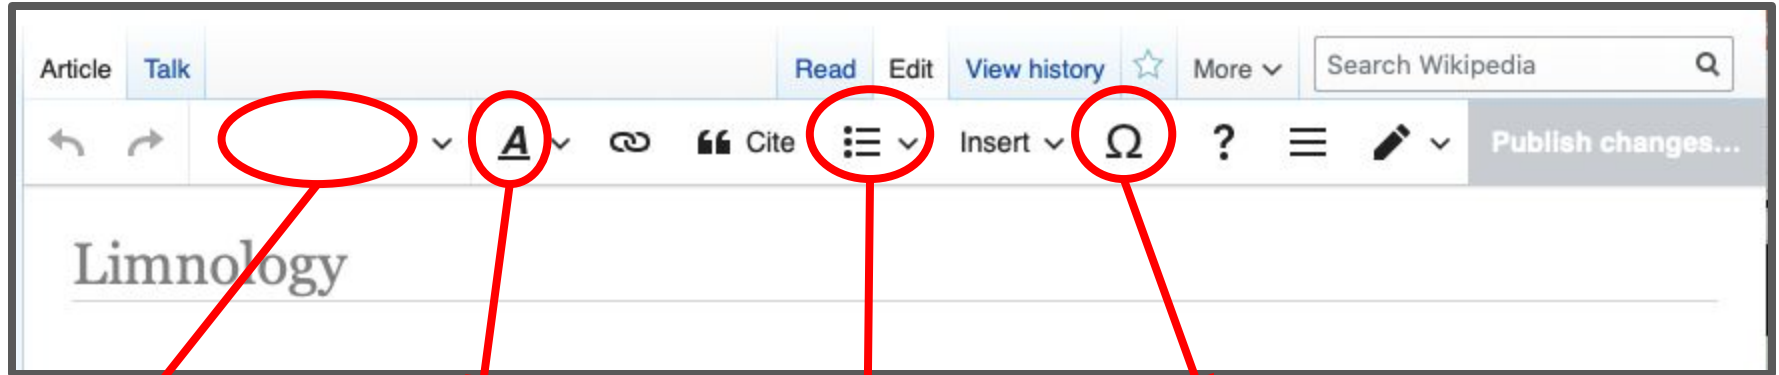 Article Talk Read Edit View history More Search Wikipedia
A Cite Insert Ω ? Publish changes...
Limnology